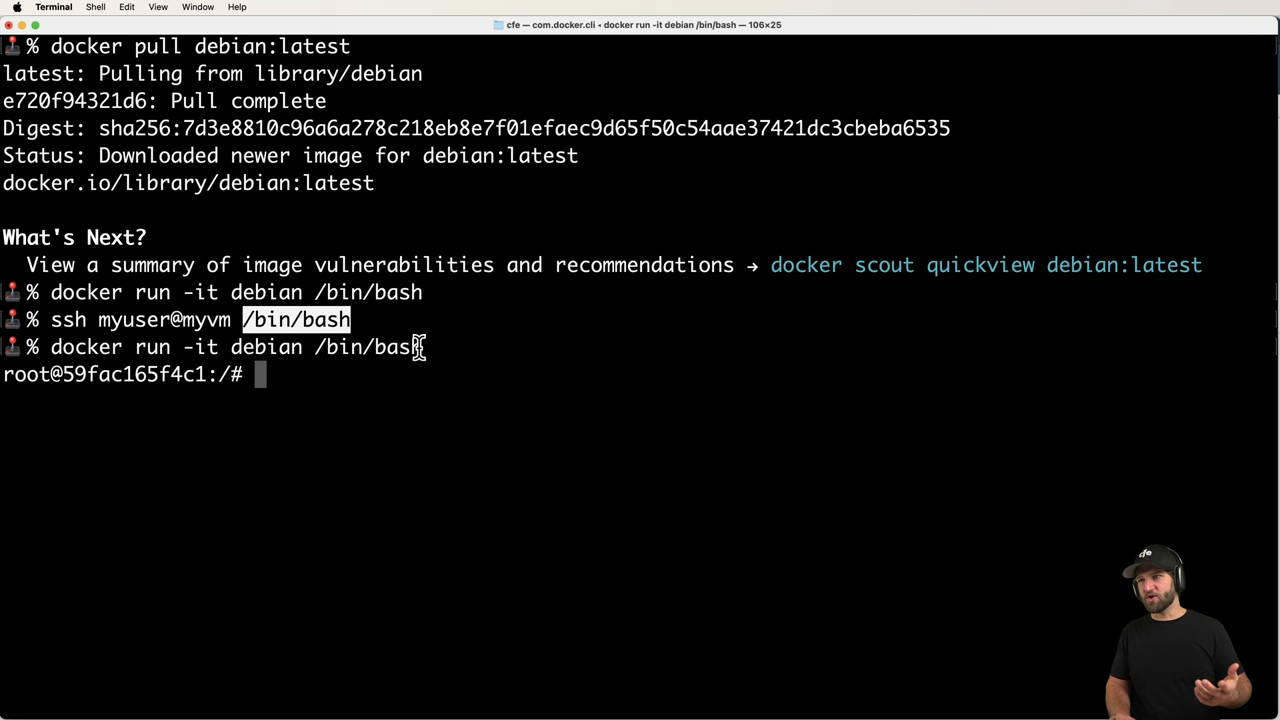 Terminal Shell Edit View Window Help
cfe — com.docker.cli • docker run -it debian /bin/bash — 106×25
% docker pull debian:latest
latest: Pulling from library/debian
e720f94321d6: Pull complete
Digest: sha256:7d3e8810c96a6a278c218eb8e7f01efaec9d65f50c54aae37421dc3cbeba6535
Status: Downloaded newer image for debian:latest
docker.io/library/debian:latest
What's Next?
View a summary of image vulnerabilities and recommendations → docker scout quickview debian:latest
% docker run -it debian /bin/bash
% ssh myuser@myvm /bin/bash
% docker run -it debian /bin/bash
root@59fac165f4c1:/#
cfe